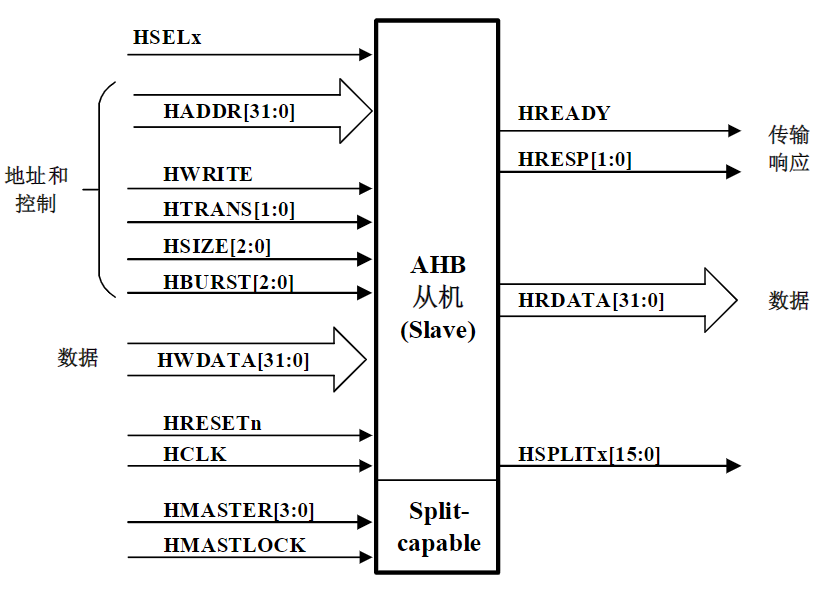 HSELx
HADDR[31:0]
地址和
控制
HWRITE
HTRANS[1:0]
HSIZE[2:0]
HBURST[2:0]
数据
HWDATA[31:0]
HRESETn
HCLK
HMASTER[3:0]
HMASTLOCK
AHB
从机
(Slave)
Split-
capable
HREADY
HRESP[1:0]
传输
响应
HRDATA[31:0]
数据
HSPLITx[15:0]